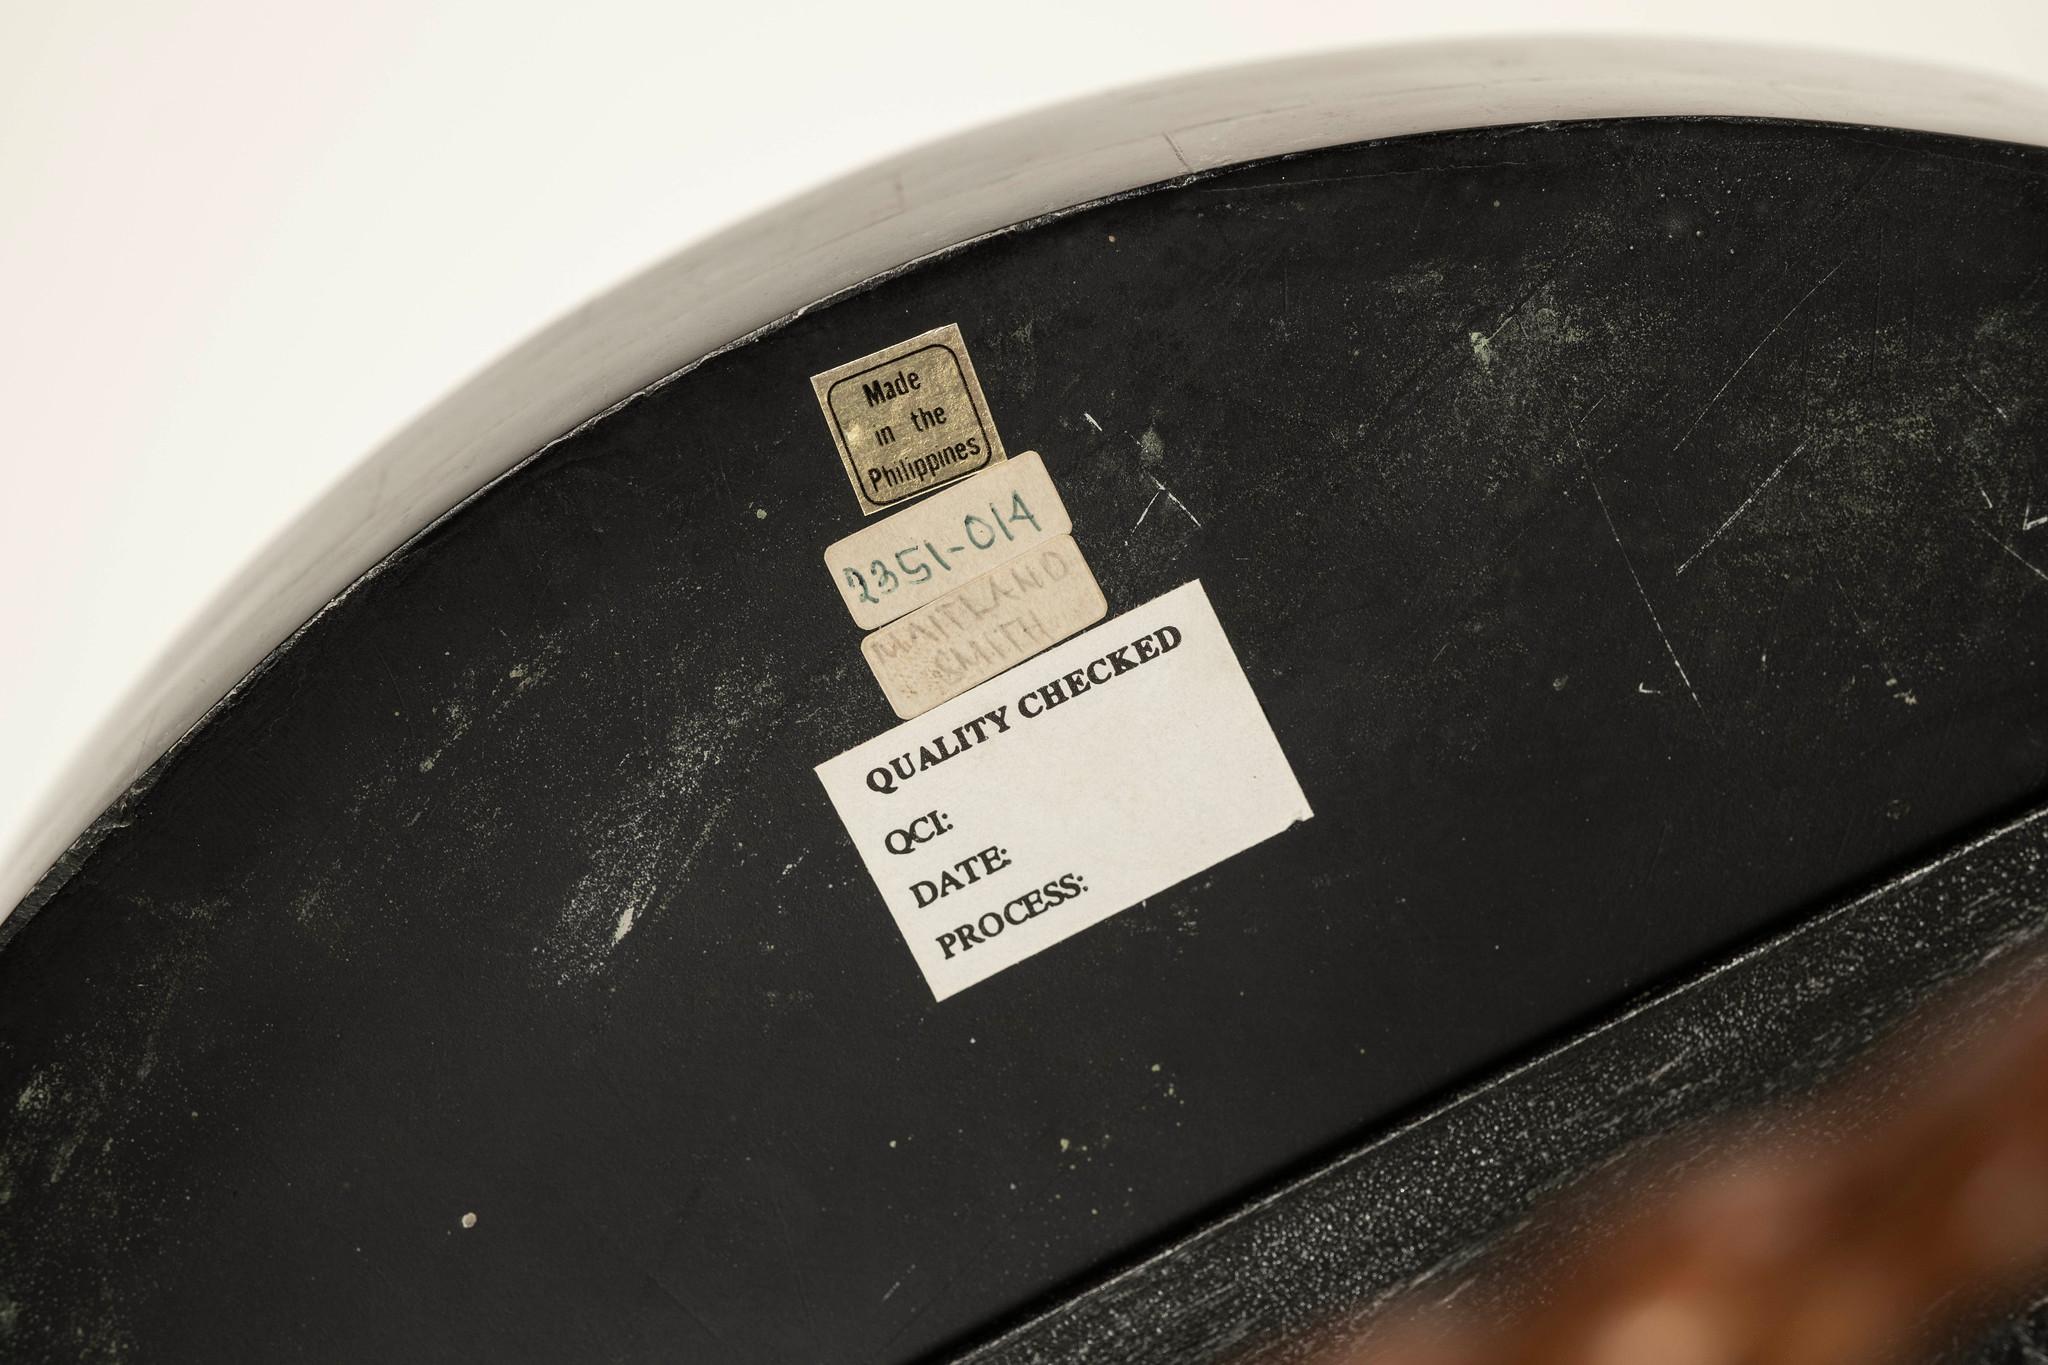 Made
in the
Philippines
2351-014
MAITLAND
SMITH
QUALITY CHECKED
QCI:
DATE:
PROCESS: